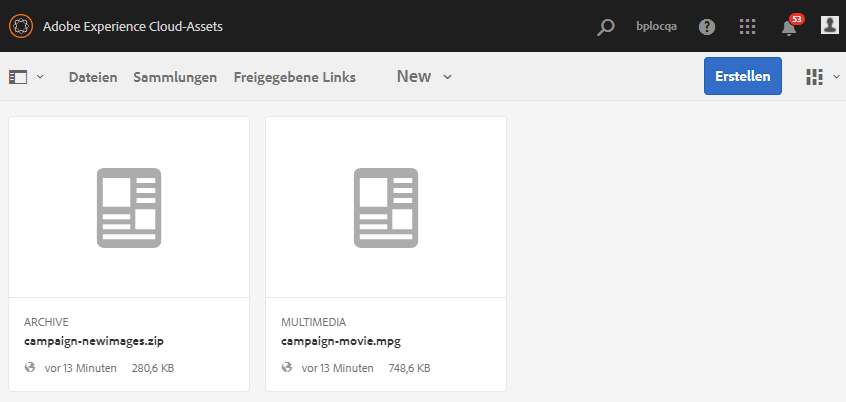 Adobe Experience Cloud-Assets
bplocqa
53
Dateien Sammlungen Freigegebene Links New Erstellen
ARCHIVE
campaign-newimages.zip
vor 13 Minuten 280,6 KB
MULTIMEDIA
campaign-movie.mpg
vor 13 Minuten 748,6 KB